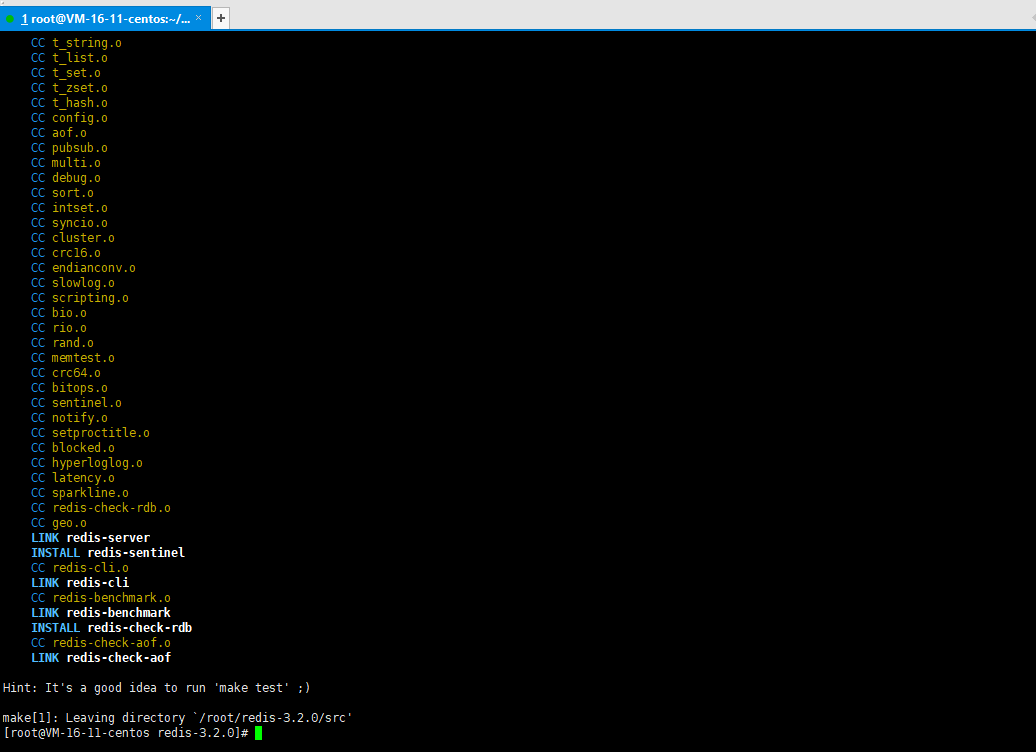 1 root@VM-16-11-centos:~/... × +
CC t_string.o
CC t_list.o
CC t_set.o
CC t_zset.o
CC t_hash.o
CC config.o
CC aof.o
CC pubsub.o
CC multi.o
CC debug.o
CC sort.o
CC intset.o
CC syncio.o
CC cluster.o
CC crc16.o
CC endianconv.o
CC slowlog.o
CC scripting.o
CC bio.o
CC rio.o
CC rand.o
CC memtest.o
CC crc64.o
CC bitops.o
CC sentinel.o
CC notify.o
CC setproctitle.o
CC blocked.o
CC hyperloglog.o
CC latency.o
CC sparkline.o
CC redis-check-rdb.o
CC geo.o
LINK redis-server
INSTALL redis-sentinel
CC redis-cli.o
LINK redis-cli
CC redis-benchmark.o
LINK redis-benchmark
INSTALL redis-check-rdb
CC redis-check-aof.o
LINK redis-check-aof
Hint: It's a good idea to run 'make test' ;)
make[1]: Leaving directory `/root/redis-3.2.0/src'
[root@VM-16-11-centos redis-3.2.0]#